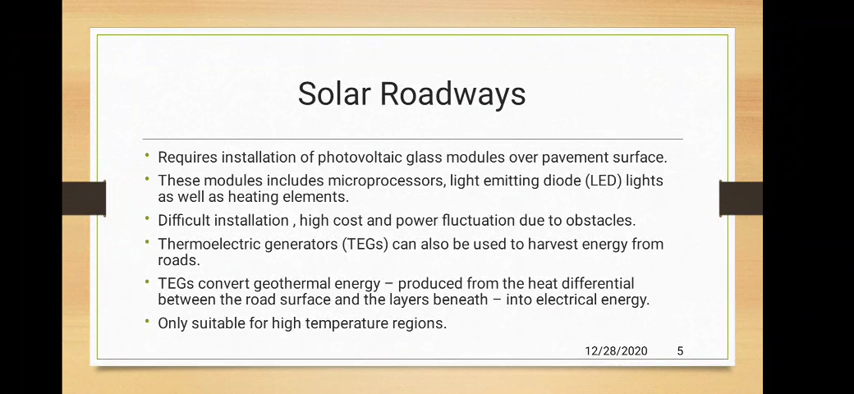 Solar Roadways
• Requires installation of photovoltaic glass modules over pavement surface.
• These modules includes microprocessors, light emitting diode (LED) lights
as well as heating elements.
• Difficult installation , high cost and power fluctuation due to obstacles.
• Thermoelectric generators (TEGs) can also be used to harvest energy from
roads.
• TEGs convert geothermal energy – produced from the heat differential
between the road surface and the layers beneath – into electrical energy.
• Only suitable for high temperature regions.
12/28/2020 5